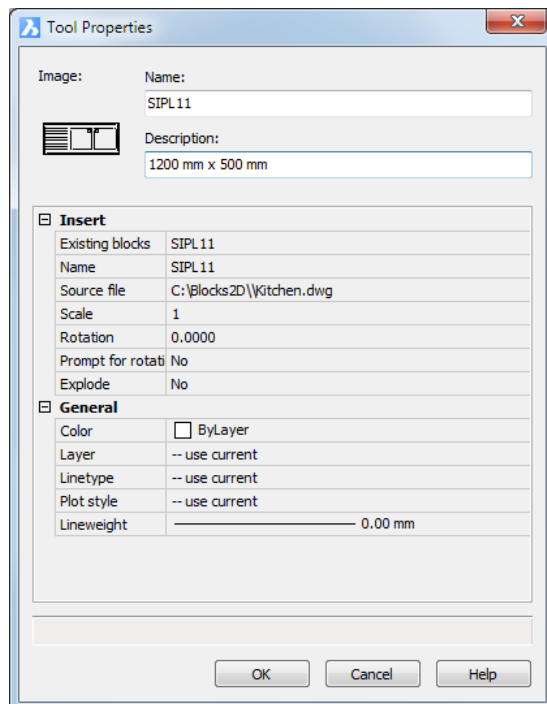 Tool Properties
Image:
Name:
SIPL11
Description:
1200 mm x 500 mm
Insert
Existing blocks SIPL11
Name SIPL11
Source file C:\Blocks2D\\Kitchen.dwg
Scale 1
Rotation 0.0000
Prompt for rotati No
Explode No
General
Color ByLayer
Layer -- use current
Linetype -- use current
Plot style -- use current
Lineweight 0.00 mm
OK Cancel Help